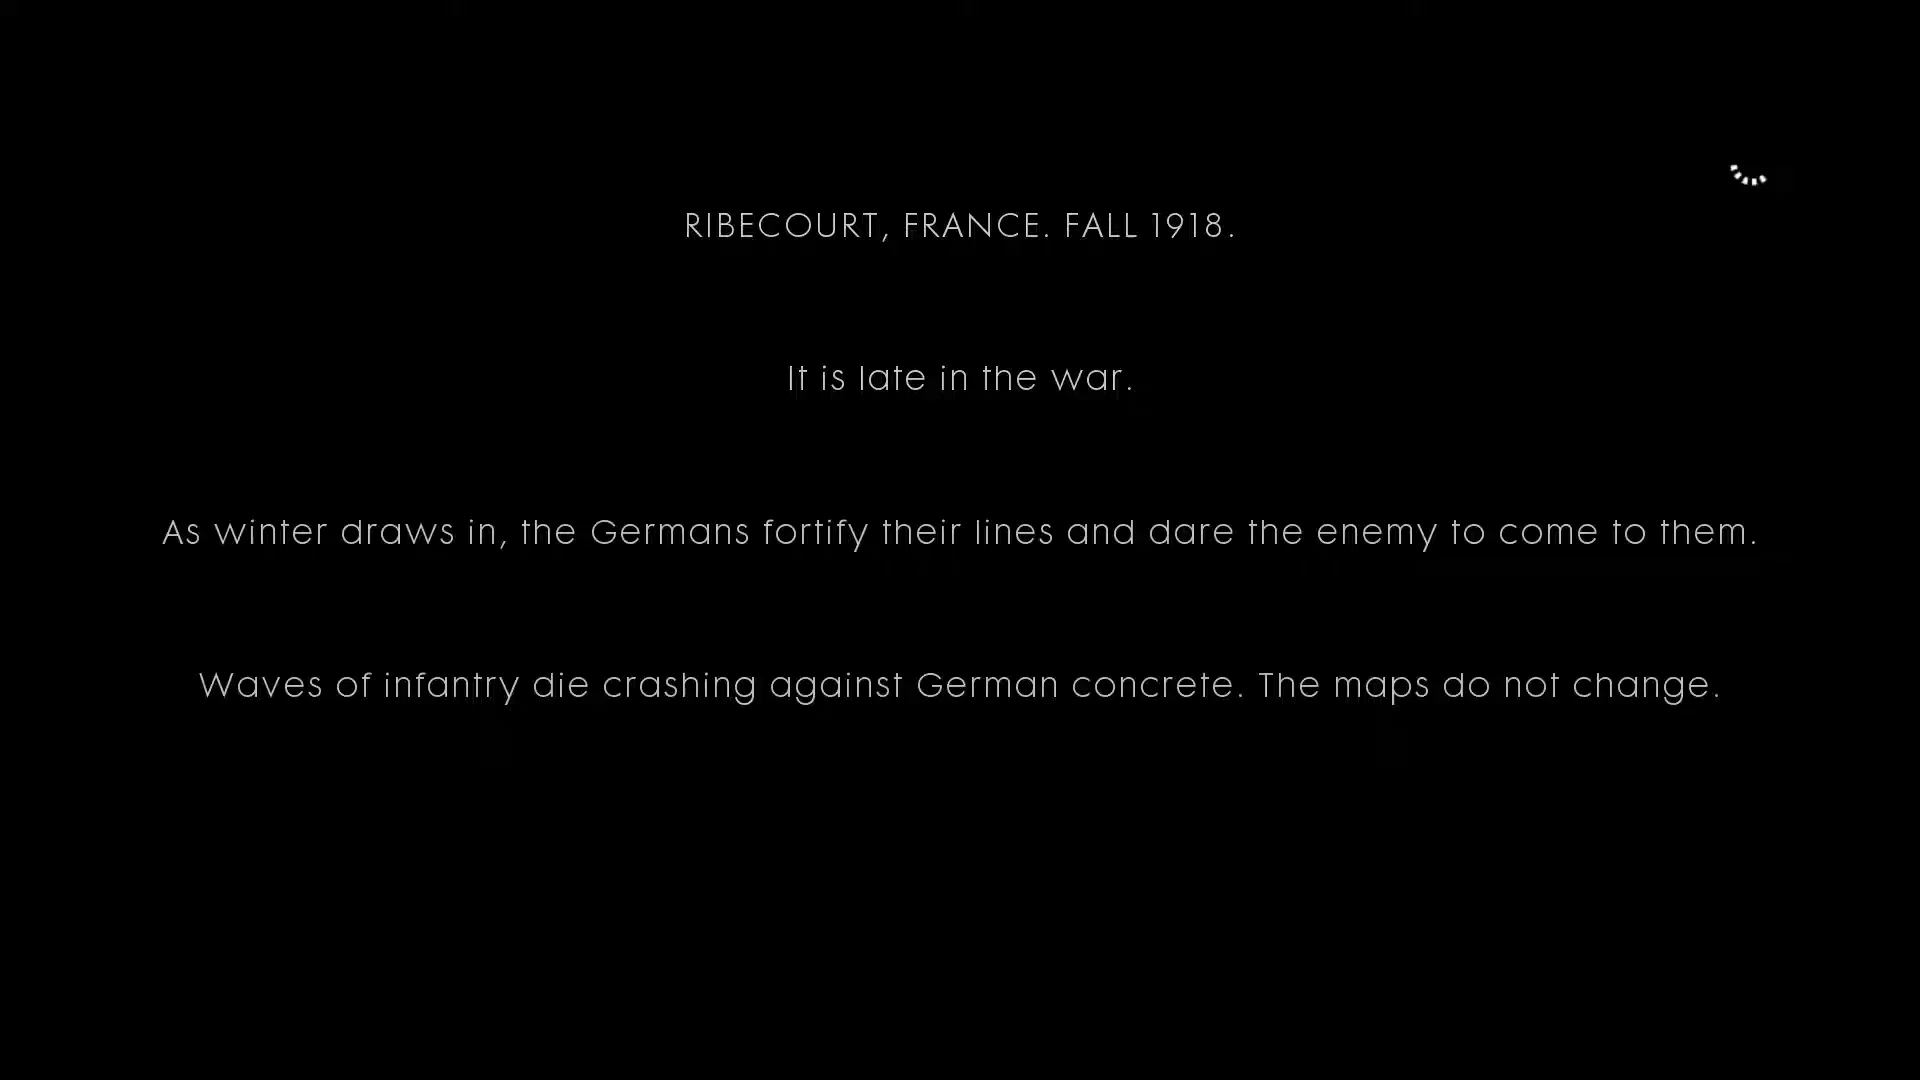 RIBECOURT, FRANCE. FALL 1918.
It is late in the war.
As winter draws in, the Germans fortify their lines and dare the enemy to come to them.
Waves of infantry die crashing against German concrete. The maps do not change.